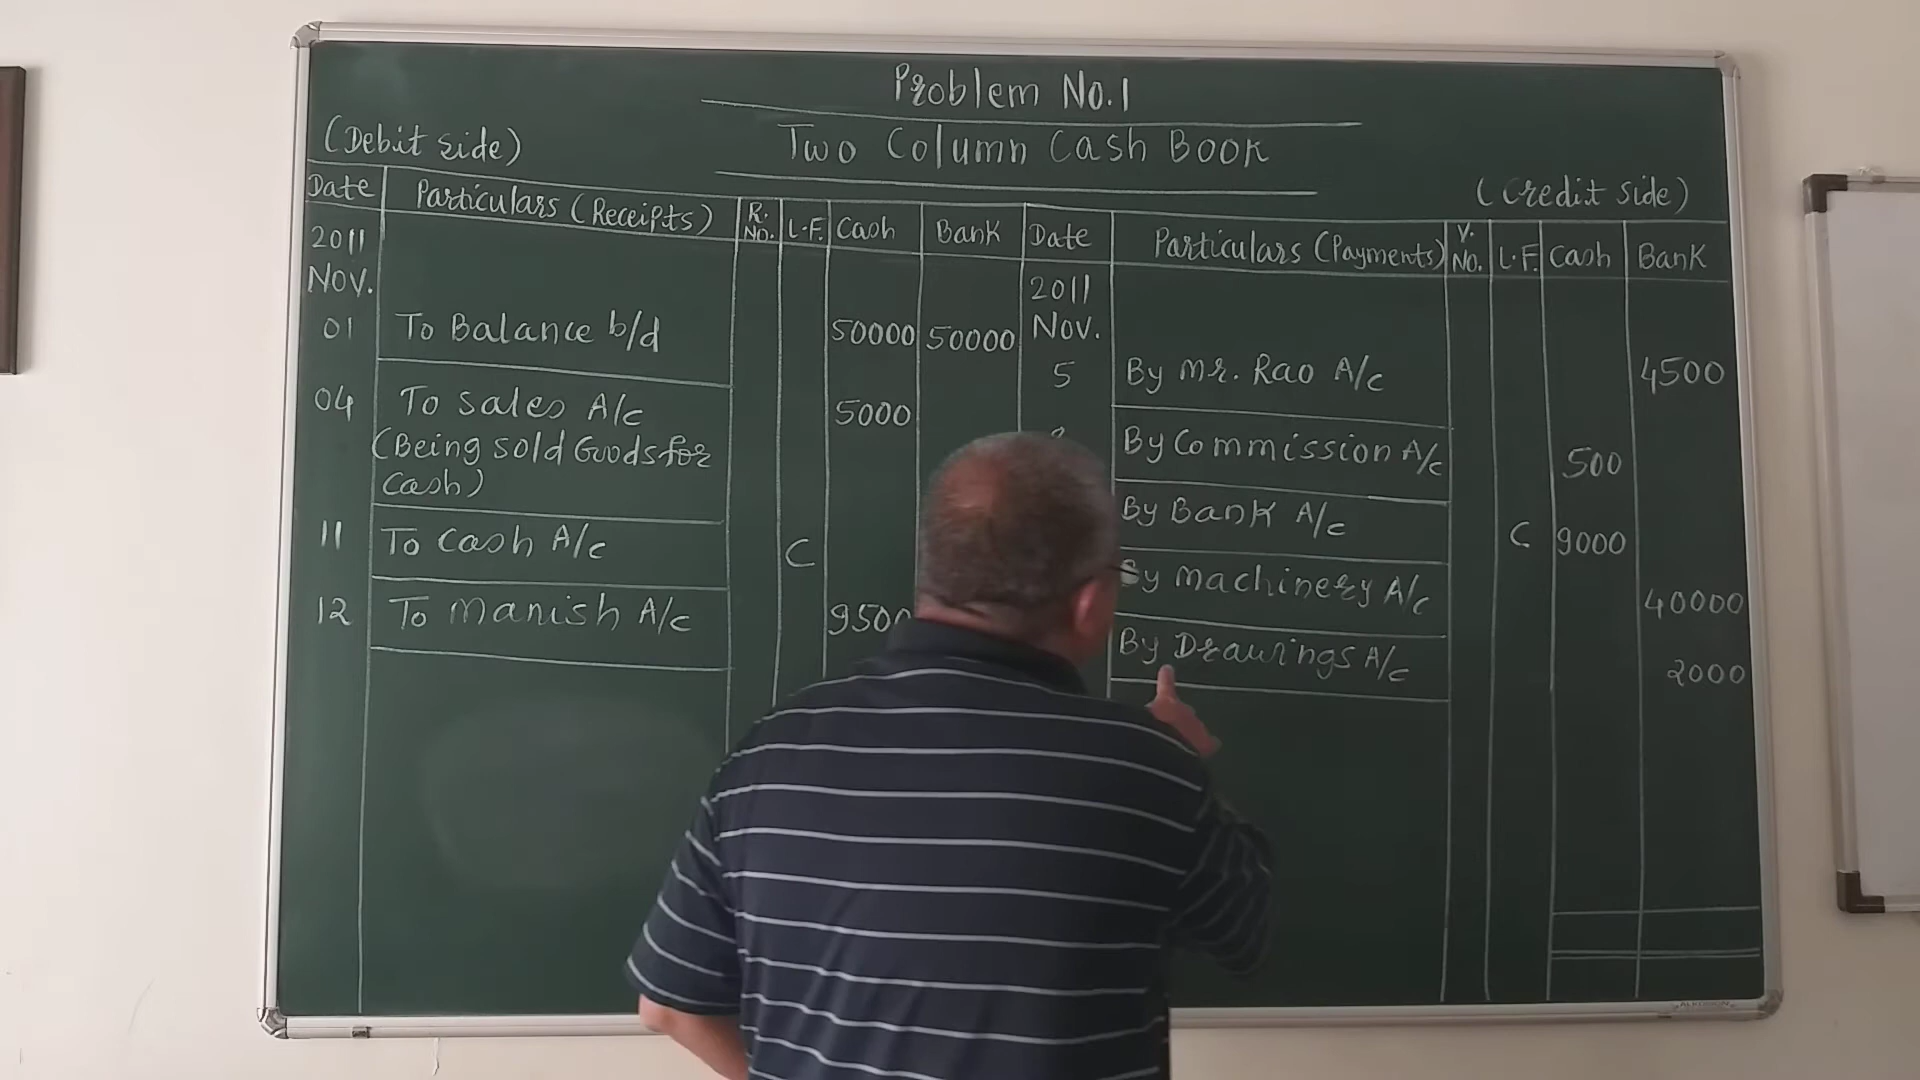 Problem No.1
Two Column Cash Book
(Debit side)
(Credit side)
Date Particulars (Receipts) R. No. L.F. Cash Bank Date Particulars (Payments) V. No. L.F. Cash Bank
2011 Nov.
2011 Nov.
01 To Balance b/d 50000 50000
5 By Mr. Rao A/c 4500
04 To Sales A/c 5000
(Being sold Goods for
Cash)
By Commission A/c 500
By Bank A/c C 9000
11 To Cash A/c C
By Machinery A/c 40000
12 To Manish A/c 9500
By Drawings A/c 2000